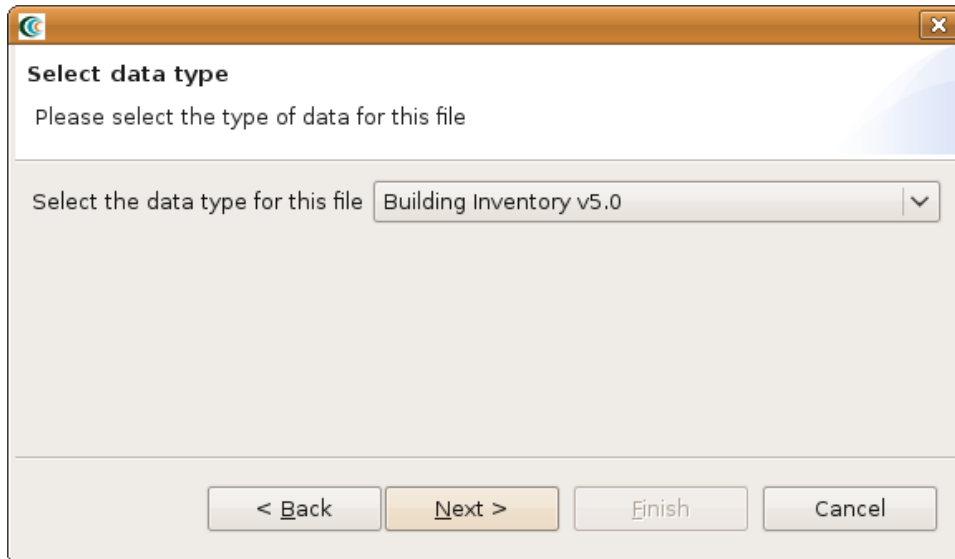 Select data type
Please select the type of data for this file
Select the data type for this file Building Inventory v5.0
< Back Next > Finish Cancel